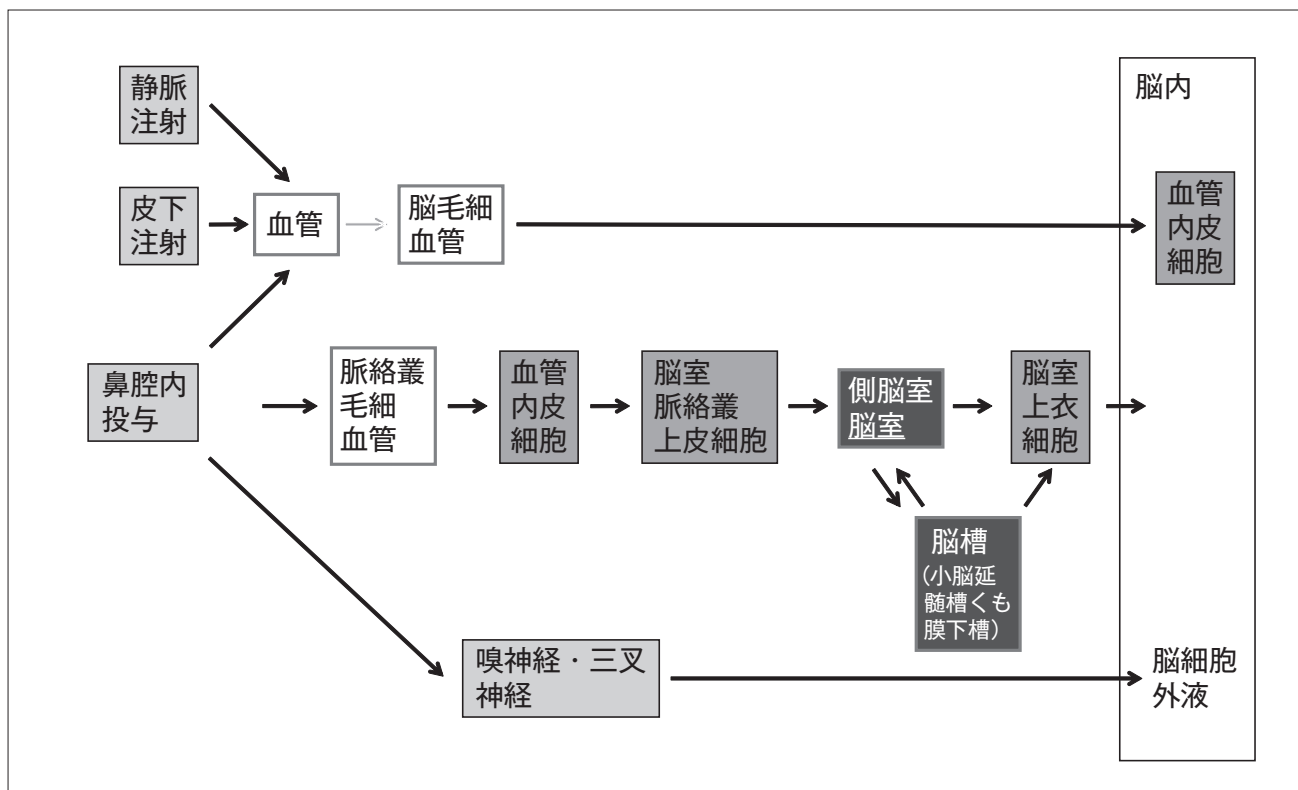 静脈
注射
皮下
注射
血管
脳毛細
血管
脳内
血管
内皮
細胞
鼻腔内
投与
脈絡叢
毛細
血管
血管
内皮
細胞
脳室
脈絡叢
上皮細胞
側脳室
脳室
脳室
上衣
細胞
脳槽
(小脳延
髄槽くも
膜下槽)
嗅神経・三叉
神経
脳細胞
外液